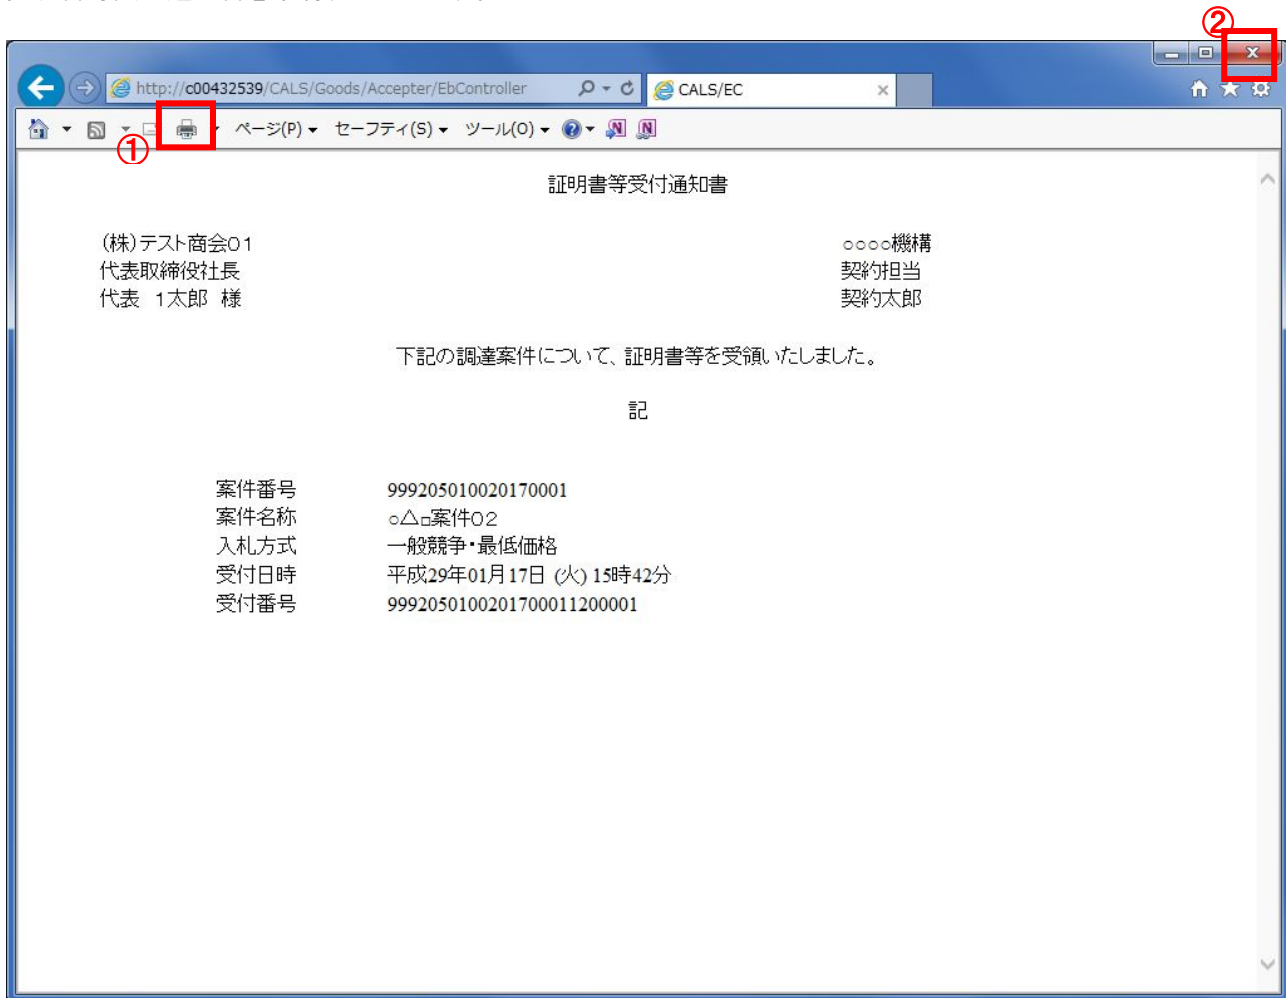 ②
http://c00432539/CALS/Goods/Accepter/EbController
CALS/EC
ページ(P) セーフティ(S) ツール(O)
①
証明書等受付通知書
(株)テスト商会01 ○○○○機構
代表取締役社長 契約担当
代表 1太郎 様 契約太郎
下記の調達案件について、証明書等を受領いたしました。
記
案件番号 999205010020170001
案件名称 ○△□案件02
入札方式 一般競争・最低価格
受付日時 平成29年01月17日 (火) 15時42分
受付番号 9992050100201700011200001